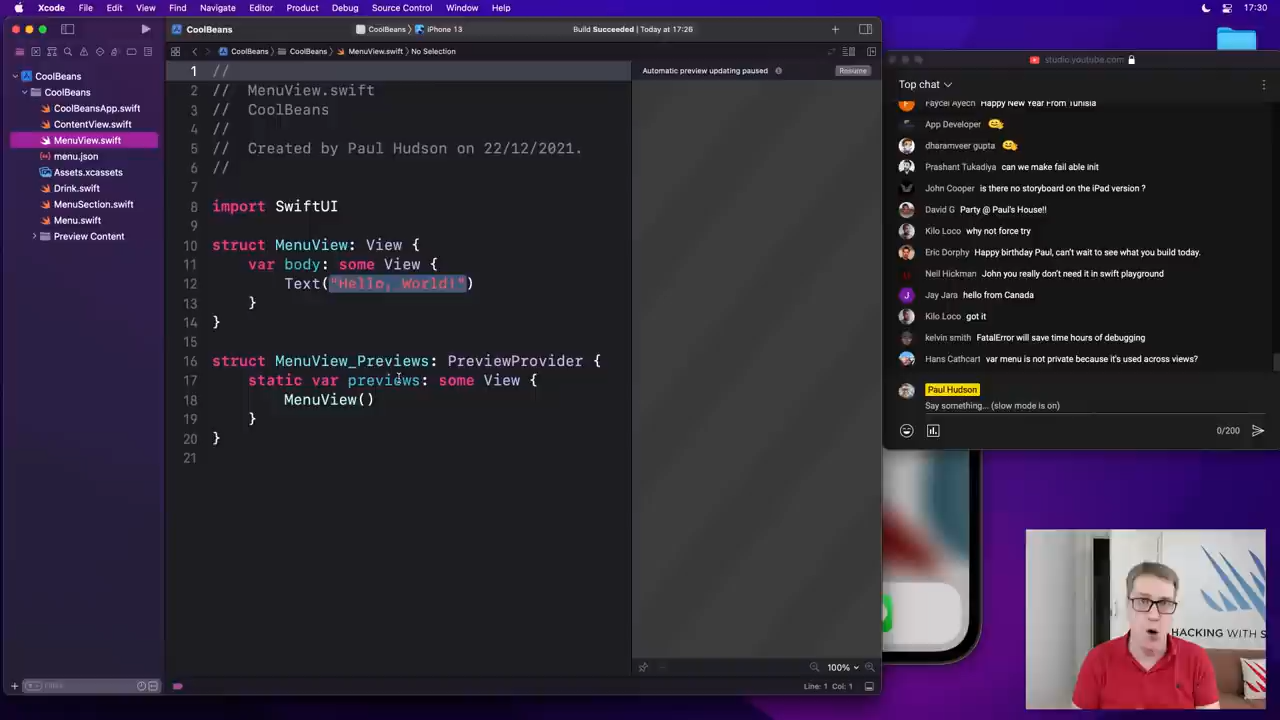 Xcode File Edit View Find Navigate Editor Product Debug Source Control Window Help 17:30
CoolBeans
CoolBeans iPhone 13
Build Succeeded | Today at 17:26
CoolBeans CoolBeans MenuView.swift No Selection
CoolBeans
CoolBeans
CoolBeansApp.swift
ContentView.swift
MenuView.swift
menu.json
Assets.xcassets
Drink.swift
MenuSection.swift
Menu.swift
Preview Content
Filter
1 //
2 // MenuView.swift
3 // CoolBeans
4 //
5 // Created by Paul Hudson on 22/12/2021.
6 //
7
8 import SwiftUI
9
10 struct MenuView: View {
11 var body: some View {
12 Text("Hello, World!")
13 }
14 }
15
16 struct MenuView_Previews: PreviewProvider {
17 static var previews: some View {
18 MenuView()
19 }
20 }
21
Automatic preview updating paused Resume
100%
Line: 1 Col: 1
studio.youtube.com
Top chat
Faycel Ayech Happy New Year From Tunisia
App Developer
dharamveer gupta
Prashant Tukadiya can we make fail able init
John Cooper is there no storyboard on the iPad version ?
David G Party @ Paul's House!!
Kilo Loco why not force try
Eric Dorphy Happy birthday Paul, can't wait to see what you build today.
Neil Hickman John you really don't need it in swift playground
J
Jay Jara hello from Canada
Kilo Loco got it
kelvin smith FatalError will save time hours of debugging
Hans Cathcart var menu is not private because it's used across views?
Paul Hudson
Say something... (slow mode is on)
0/200
HACKING WITH S